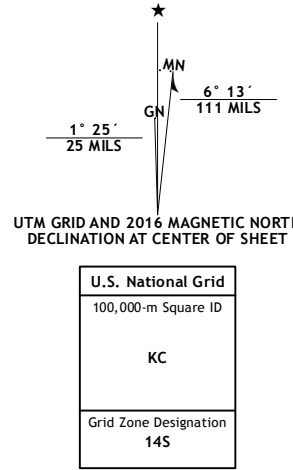 ★
MN
GN
6° 13´
111 MILS
1° 25´
25 MILS
UTM GRID AND 2016 MAGNETIC NORT
DECLINATION AT CENTER OF SHEET
U.S. National Grid
100,000-m Square ID
KC
Grid Zone Designation
14S